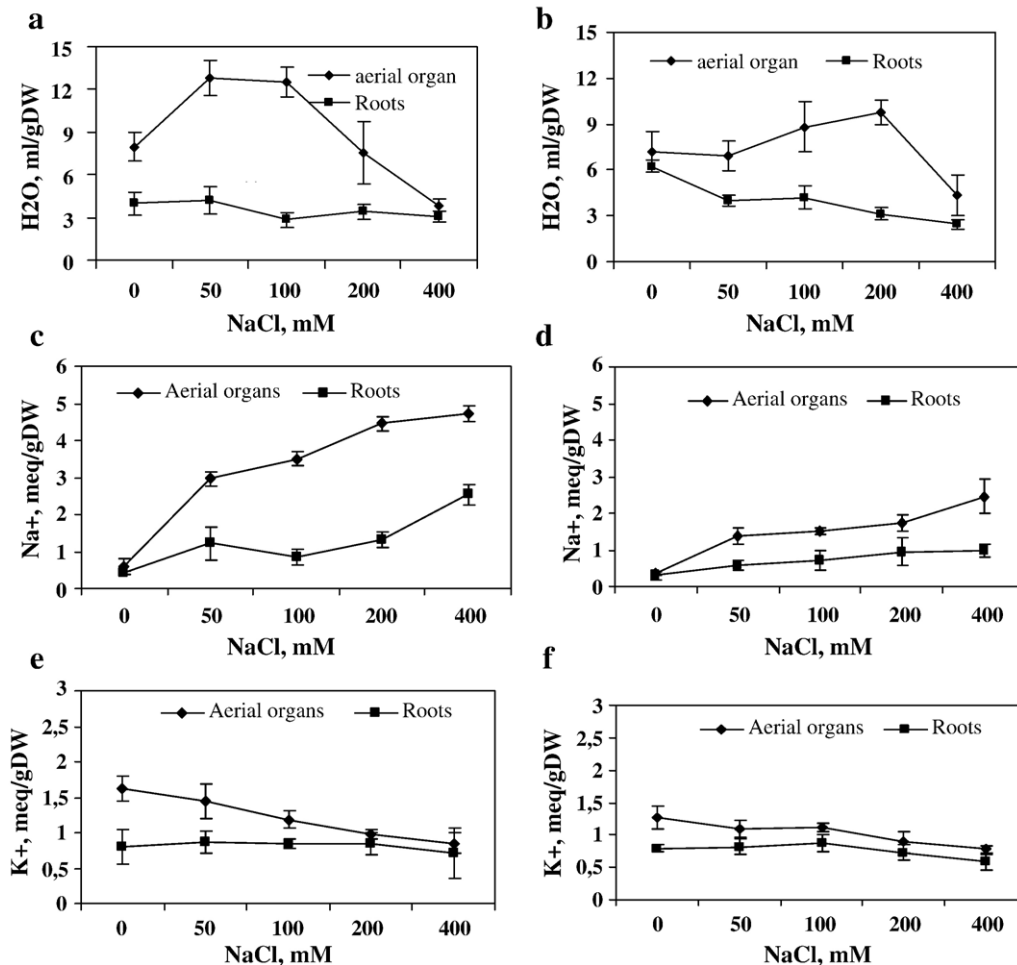 a
H2O, ml/gDW
15
12
9
6
3
0
aerial organ
Roots
0 50 100 200 400
NaCl, mM
b
H2O, ml/gDW
15
12
9
6
3
0
aerial organ Roots
0 50 100 200 400
NaCl, mM
c
Na+, meq/gDW
6
5
4
3
2
1
0
Aerial organs Roots
0 50 100 200 400
NaCl, mM
d
Na+, meq/gDW
6
5
4
3
2
1
0
Aerial organs Roots
0 50 100 200 400
NaCl, mM
e
K+, meq/gDW
3
2,5
2
1,5
1
0,5
0
Aerial organs Roots
0 50 100 200 400
NaCl, mM
f
K+, meq/gDW
3
2,5
2
1,5
1
0,5
0
Aerial organs Roots
0 50 100 200 400
NaCl, mM